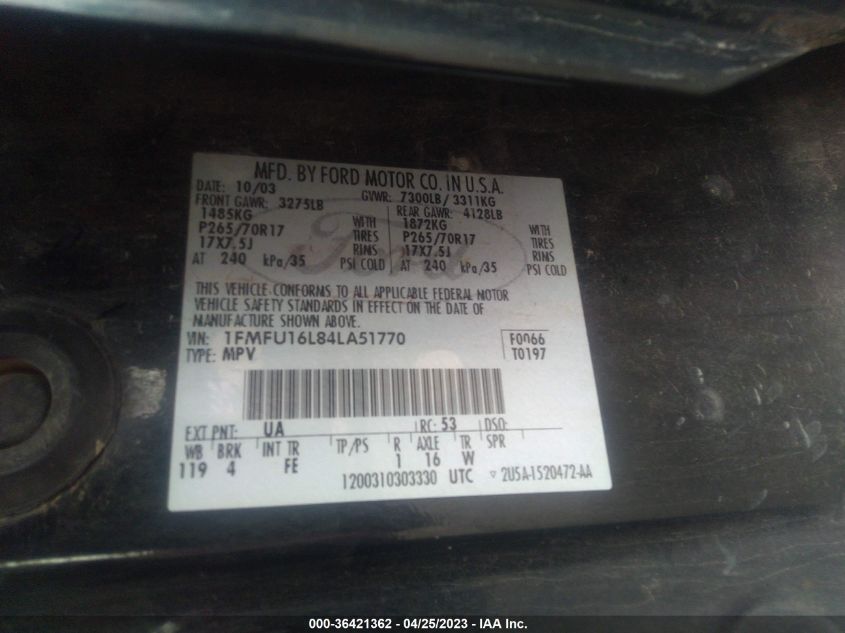 MFD. BY FORD MOTOR CO. IN U.S.A.
DATE: 10/03 GVWR: 7300LB/ 3311KG
FRONT GAWR: 3275LB REAR GAWR: 4128LB
1485KG WITH 1872KG WITH
P265/70R17 TIRES P265/70R17 TIRES
17X7.5J RIMS 17X7.5J RIMS
AT 240 kPa/35 PSI COLD AT 240 kPa/35 PSI COLD
Ford
THIS VEHICLE CONFORMS TO ALL APPLICABLE FEDERAL MOTOR
VEHICLE SAFETY STANDARDS IN EFFECT ON THE DATE OF
MANUFACTURE SHOWN ABOVE.
VIN: 1FMFU16L84LA51770 F0066
TYPE: MPV T0197
EXT PNT: UA RC: 53 DSO:
WB BRK INT TR TP/PS R AXLE TR SPR
119 4 FE 1 16 W
1200310303330 UTC 2U5A-1520472-AA
000-36421362 - 04/25/2023 - IAA Inc.